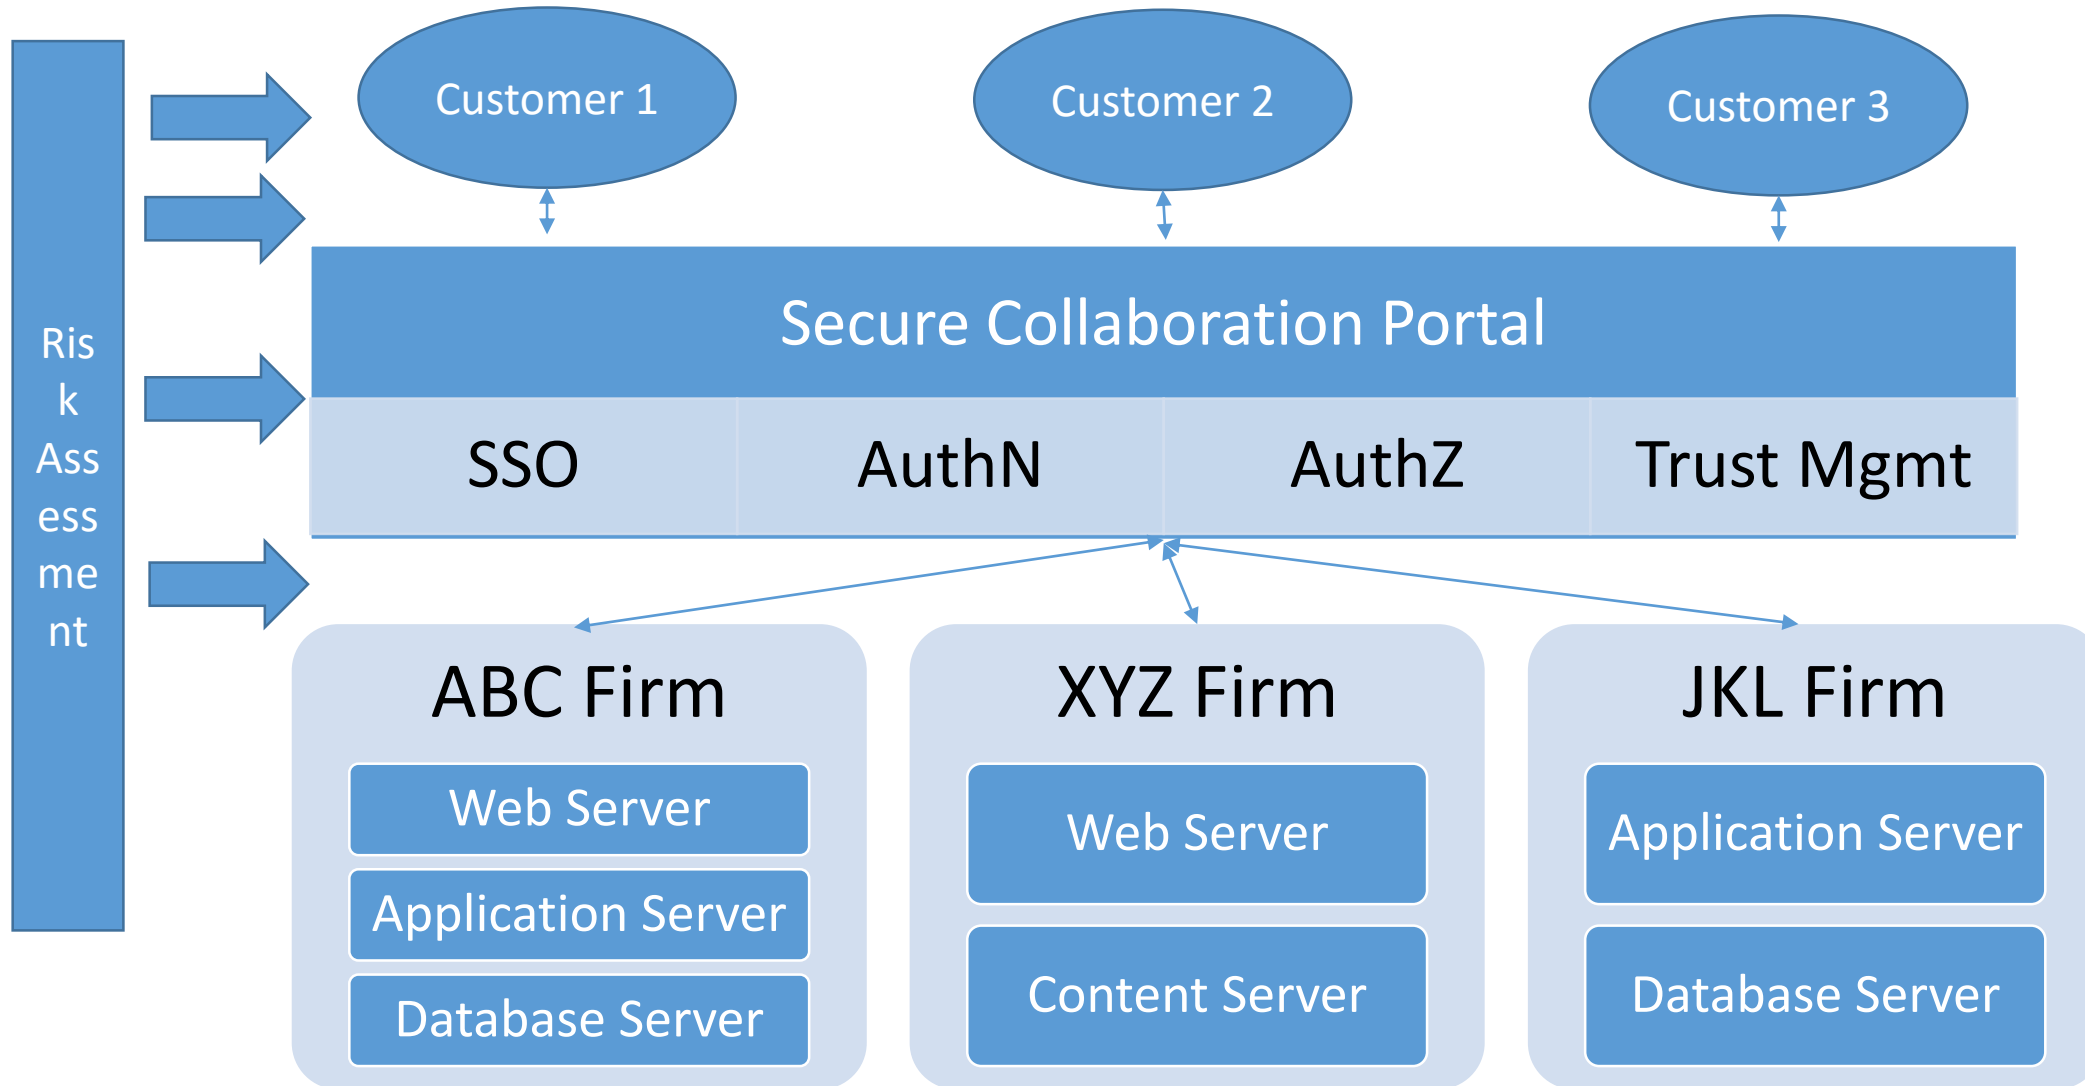 Customer 1
Customer 2
Customer 3
Ris
k
Ass
ess
me
nt
Secure Collaboration Portal
SSO
AuthN
AuthZ
Trust Mgmt
ABC Firm
Web Server
Application Server
Database Server
XYZ Firm
Web Server
Content Server
JKL Firm
Application Server
Database Server